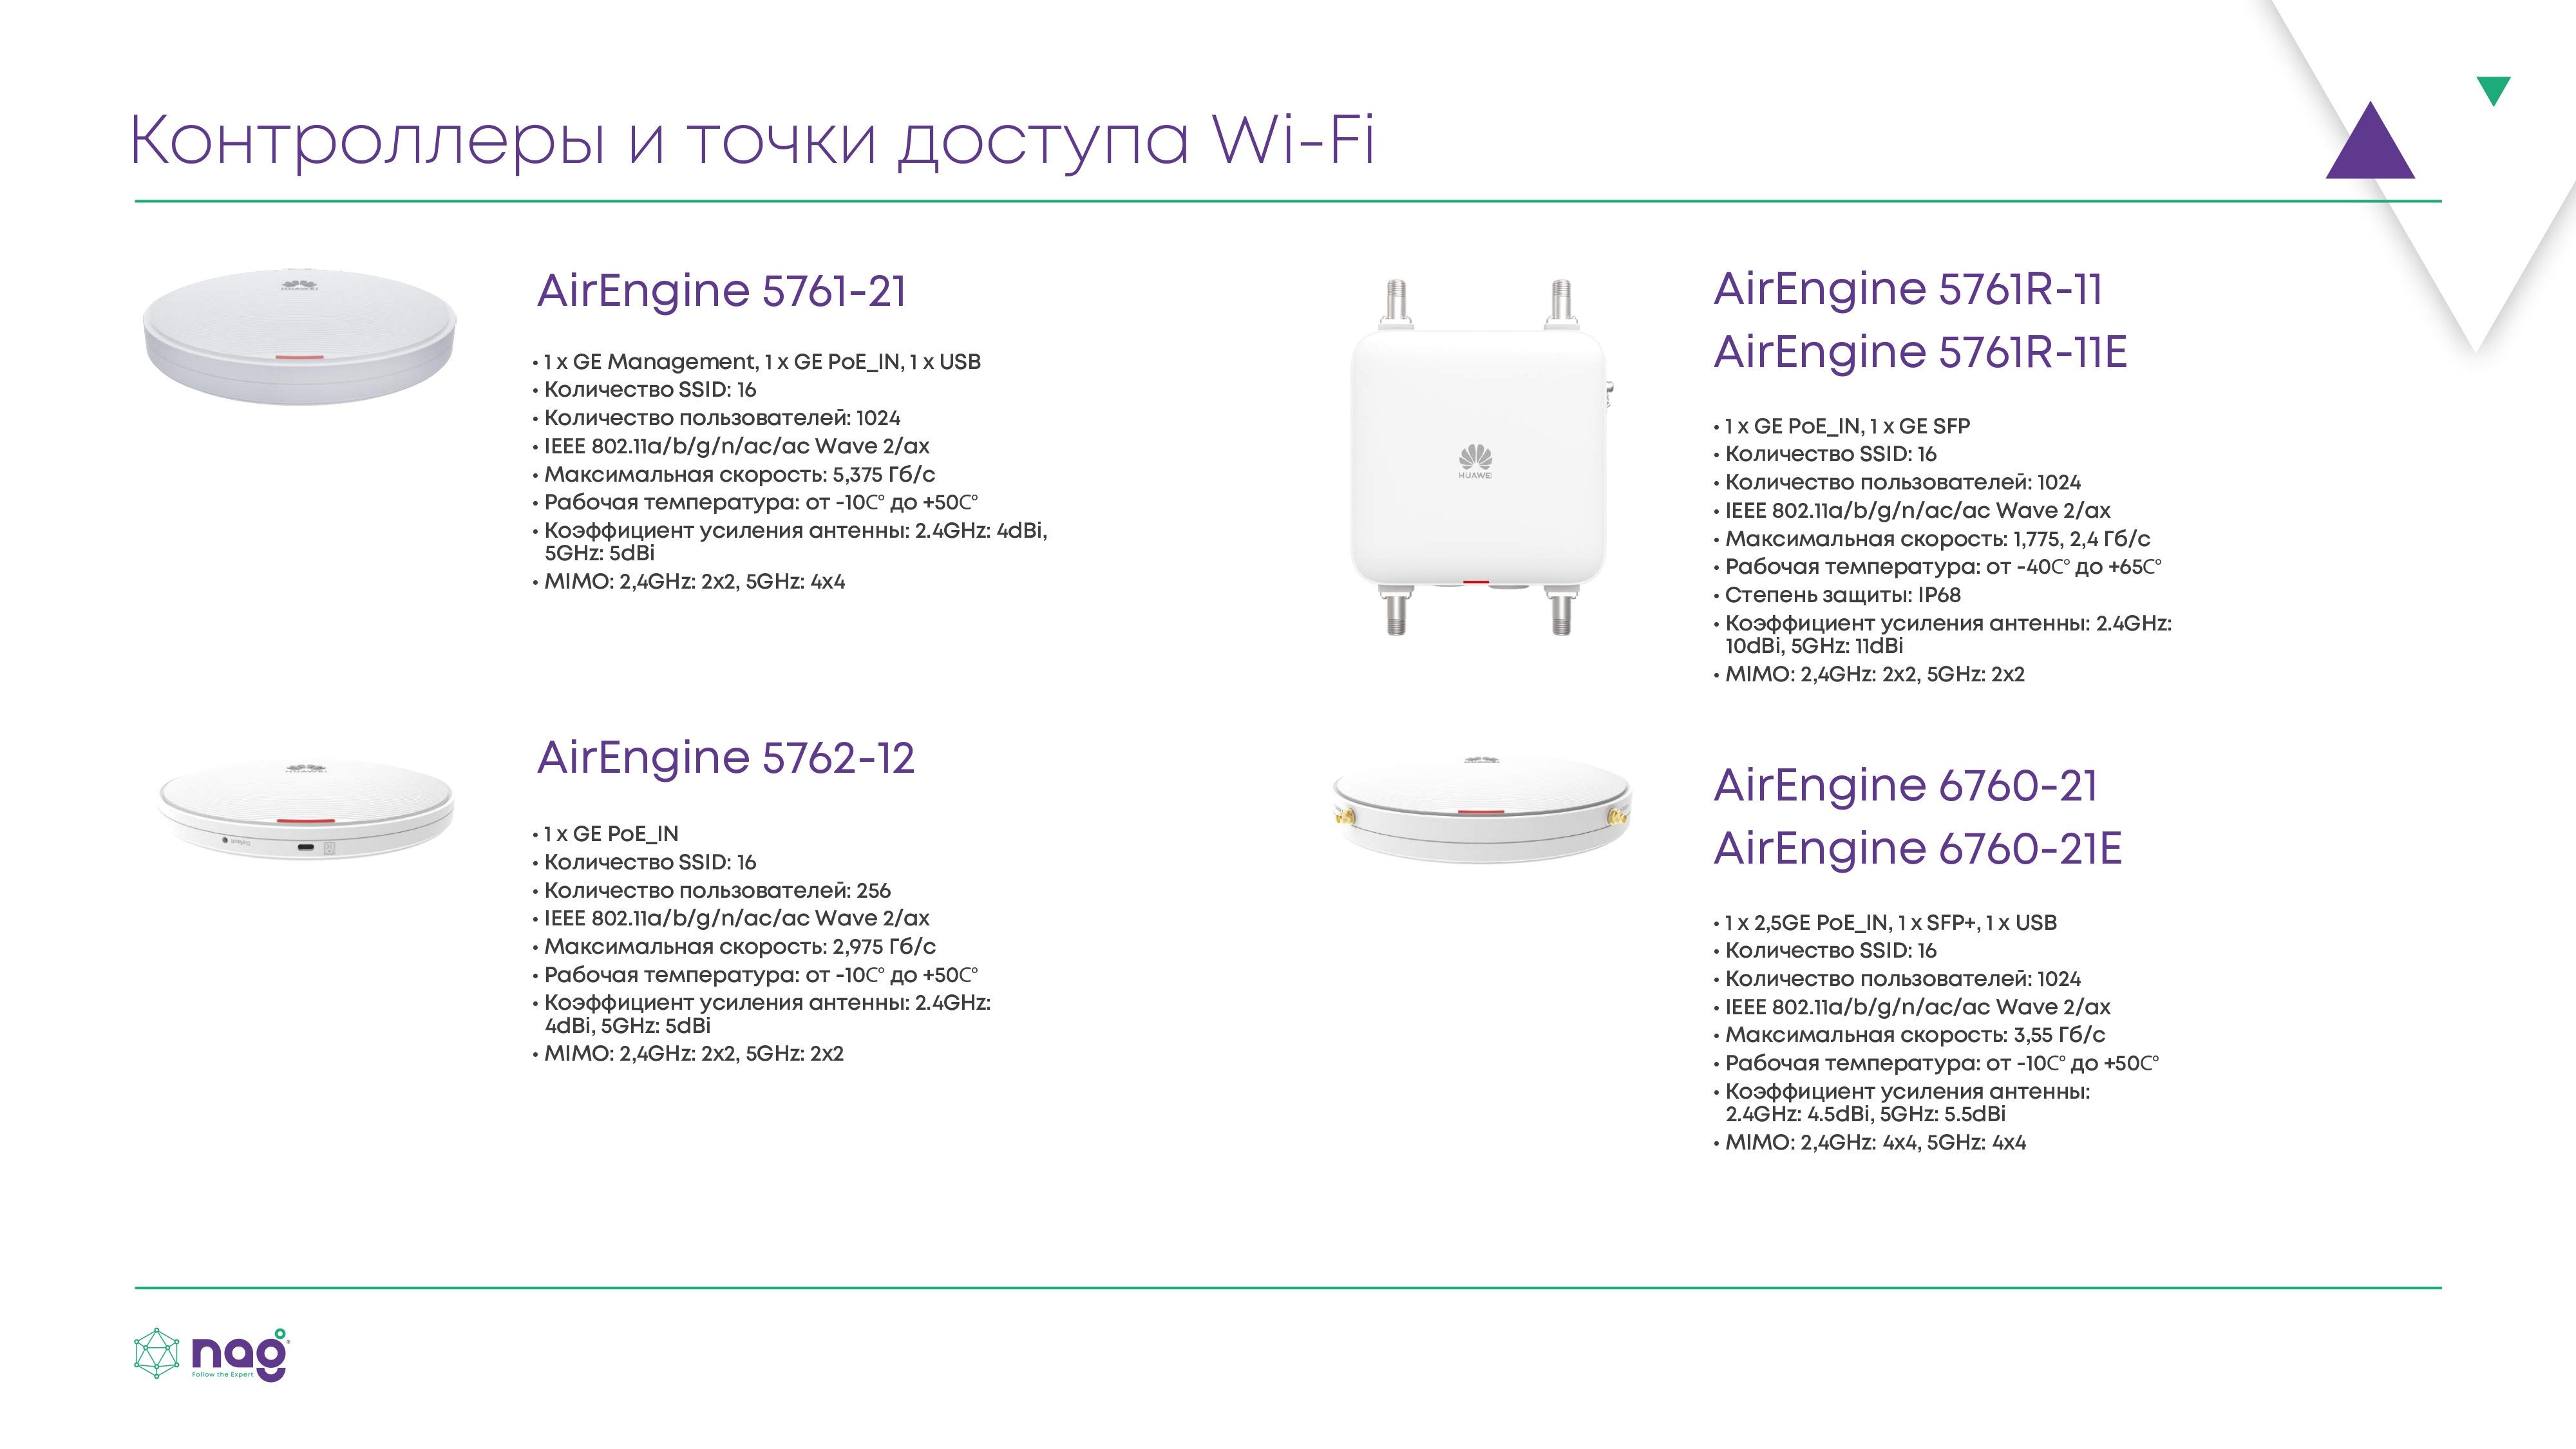 Контроллеры и точки доступа Wi-Fi
HUAWEI
AirEngine 5761-21
• 1 x GE Management, 1 x GE PoE_IN, 1 x USB
• Количество SSID: 16
• Количество пользователей: 1024
• IEEE 802.11a/b/g/n/ac/ac Wave 2/ax
• Максимальная скорость: 5,375 Гб/с
• Рабочая температура: от -10C° до +50C°
• Коэффициент усиления антенны: 2.4GHz: 4dBi,
5GHz: 5dBi
• MIMO: 2,4GHz: 2x2, 5GHz: 4x4
HUAWEI
AirEngine 5761R-11
AirEngine 5761R-11E
• 1 x GE PoE_IN, 1 x GE SFP
• Количество SSID: 16
• Количество пользователей: 1024
• IEEE 802.11a/b/g/n/ac/ac Wave 2/ax
• Максимальная скорость: 1,775, 2,4 Гб/с
• Рабочая температура: от -40C° до +65C°
• Степень защиты: IP68
• Коэффициент усиления антенны: 2.4GHz:
10dBi, 5GHz: 11dBi
• MIMO: 2,4GHz: 2x2, 5GHz: 2x2
HUAWEI
Default
AirEngine 5762-12
• 1 x GE PoE_IN
• Количество SSID: 16
• Количество пользователей: 256
• IEEE 802.11a/b/g/n/ac/ac Wave 2/ax
• Максимальная скорость: 2,975 Гб/с
• Рабочая температура: от -10C° до +50C°
• Коэффициент усиления антенны: 2.4GHz:
4dBi, 5GHz: 5dBi
• MIMO: 2,4GHz: 2x2, 5GHz: 2x2
AirEngine 6760-21
AirEngine 6760-21E
• 1 x 2,5GE PoE_IN, 1 x SFP+, 1 x USB
• Количество SSID: 16
• Количество пользователей: 1024
• IEEE 802.11a/b/g/n/ac/ac Wave 2/ax
• Максимальная скорость: 3,55 Гб/с
• Рабочая температура: от -10C° до +50C°
• Коэффициент усиления антенны:
2.4GHz: 4.5dBi, 5GHz: 5.5dBi
• MIMO: 2,4GHz: 4x4, 5GHz: 4x4
nag
Follow the Expert